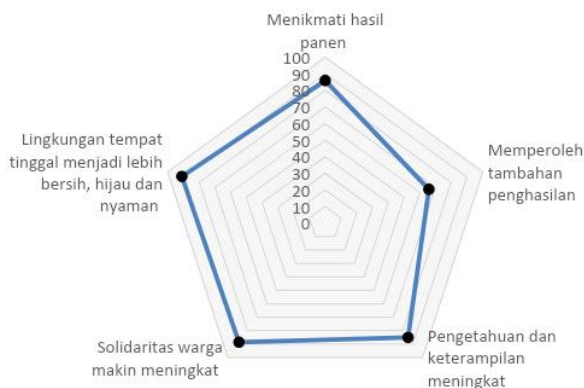 Menikmati hasil
panen
100
90
80
70
60
50
40
30
20
10
0
Memperoleh
tambahan
penghasilan
Pengetahuan dan
keterampilan
meningkat
Solidaritas warga
makin meningkat
Lingkungan tempat
tinggal menjadi lebih
bersih, hijau dan
nyaman